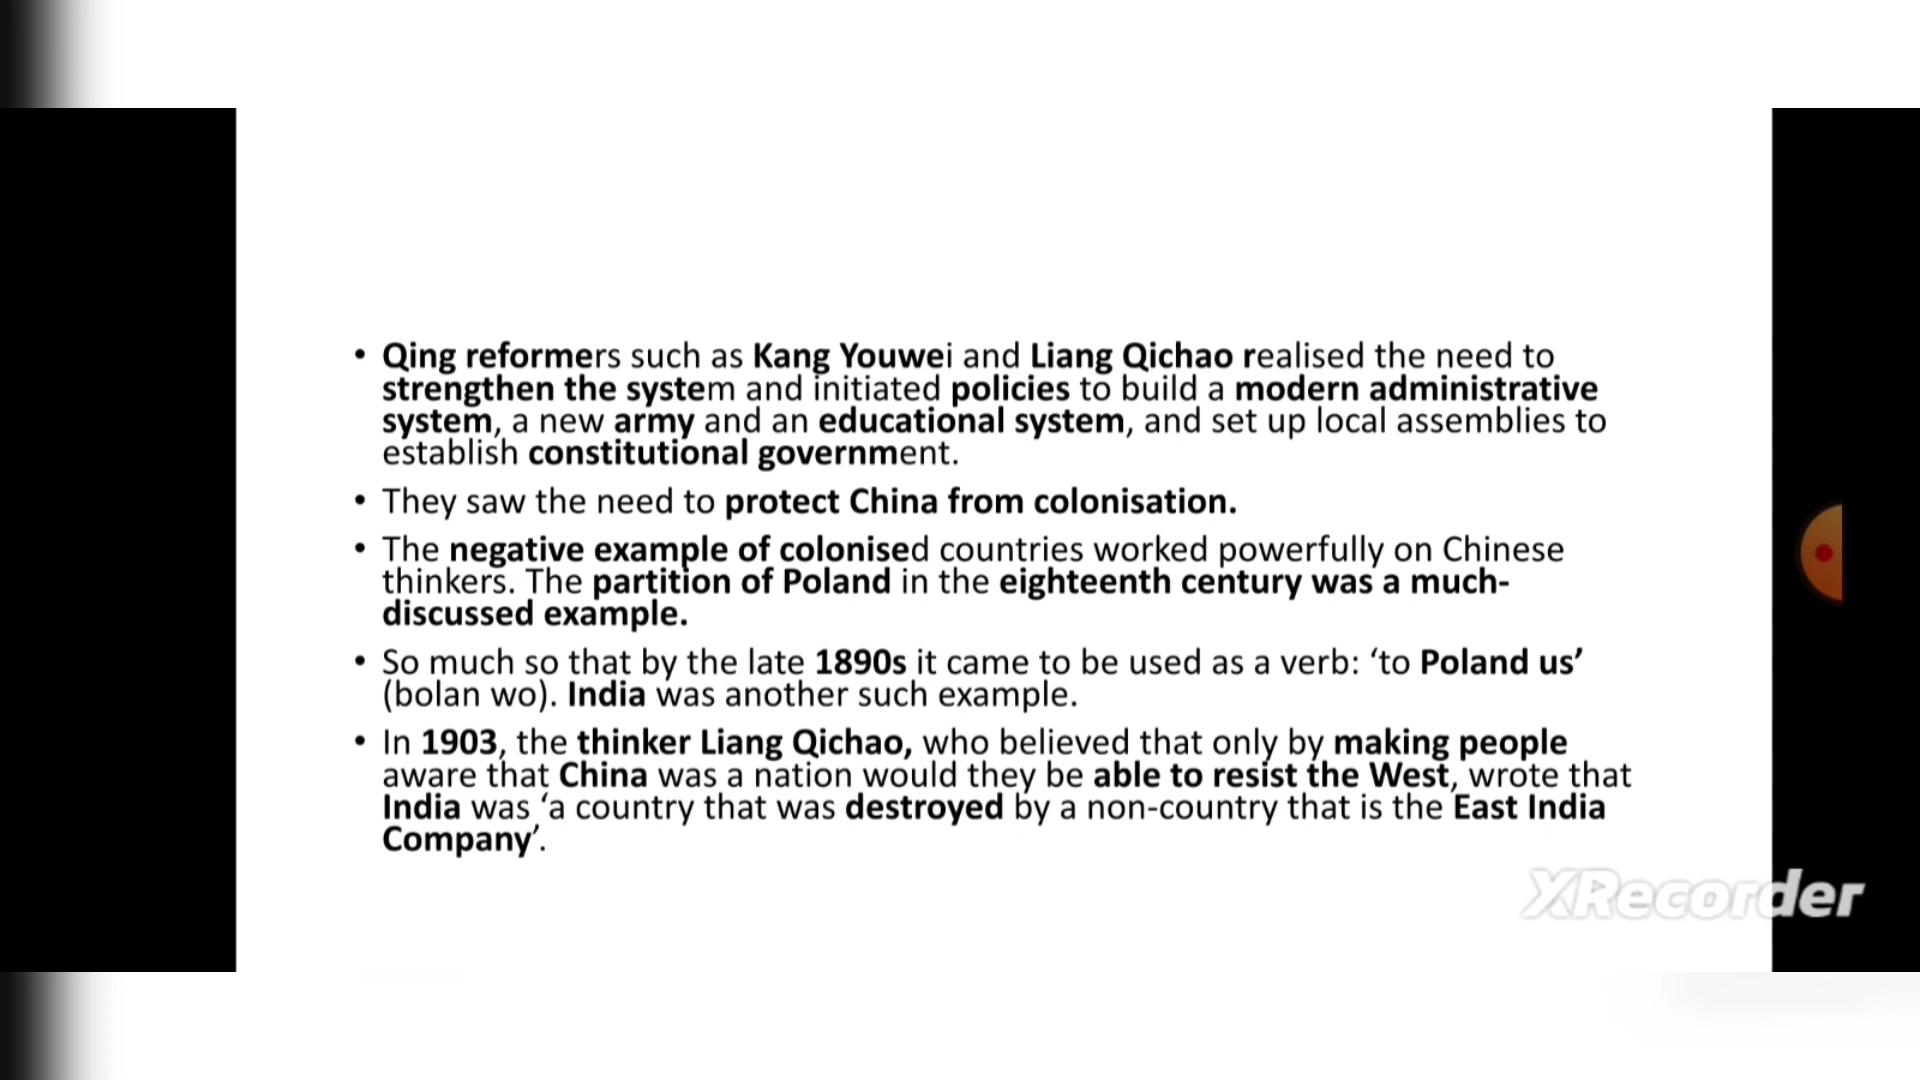 • Qing reformers such as Kang Youwei and Liang Qichao realised the need to
strengthen the system and initiated policies to build a modern administrative
system, a new army and an educational system, and set up local assemblies to
establish constitutional government.
• They saw the need to protect China from colonisation.
• The negative example of colonised countries worked powerfully on Chinese
thinkers. The partition of Poland in the eighteenth century was a much-
discussed example.
• So much so that by the late 1890s it came to be used as a verb: ‘to Poland us’
(bolan wo). India was another such example.
• In 1903, the thinker Liang Qichao, who believed that only by making people
aware that China was a nation would they be able to resist the West, wrote that
India was ‘a country that was destroyed by a non-country that is the East India
Company’.
XRecorder